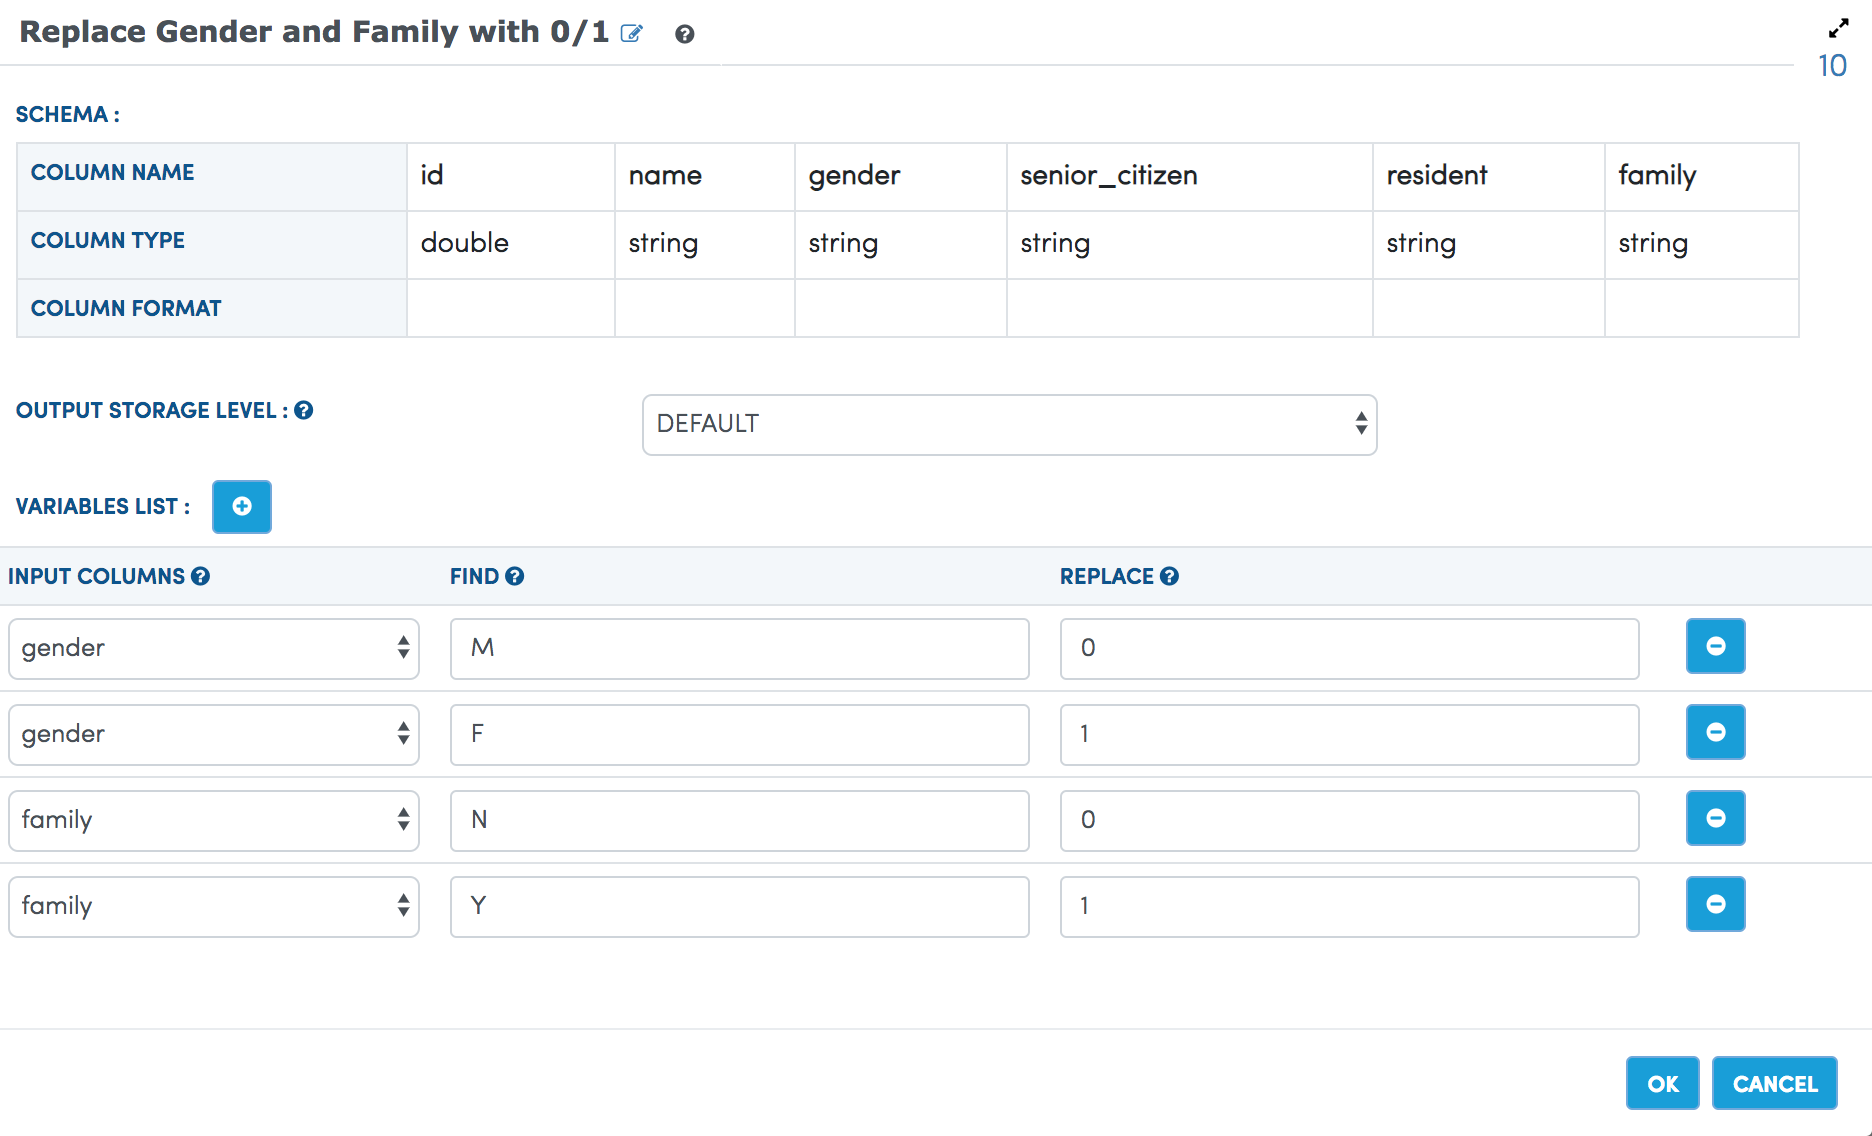 Replace Gender and Family with 0/1
10
SCHEMA :
COLUMN NAME id name gender senior_citizen resident family
COLUMN TYPE double string string string string string
COLUMN FORMAT
OUTPUT STORAGE LEVEL : DEFAULT
VARIABLES LIST :
INPUT COLUMNS FIND REPLACE
gender M 0
gender F 1
family N 0
family Y 1
OK CANCEL